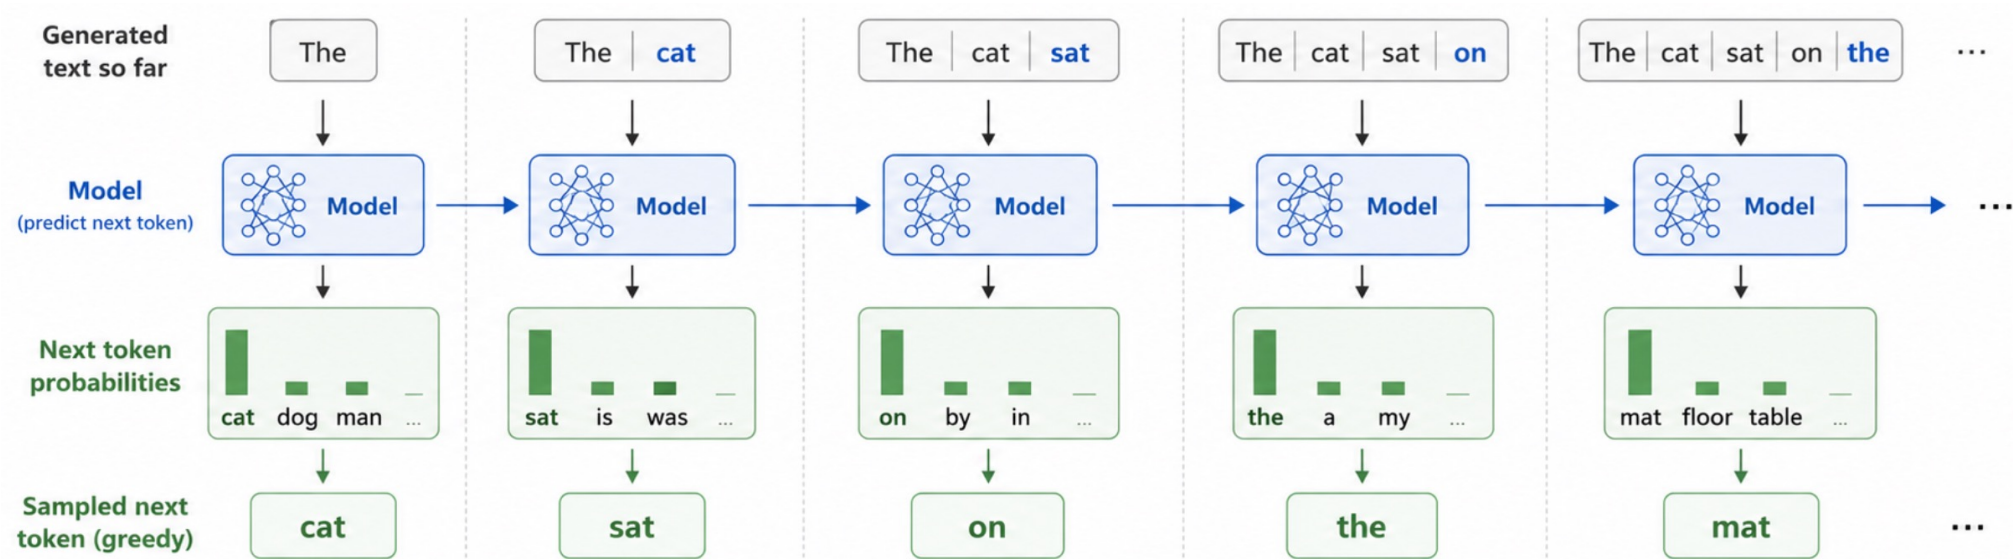 Generated
text so far
The
The cat
The cat sat
The cat sat on
The cat sat on the
...
Model
(predict next token)
Model
Model
Model
Model
Model
...
Next token
probabilities
cat dog man ...
sat is was ...
on by in ...
the a my ...
mat floor table ...
Sampled next
token (greedy)
cat
sat
on
the
mat
...